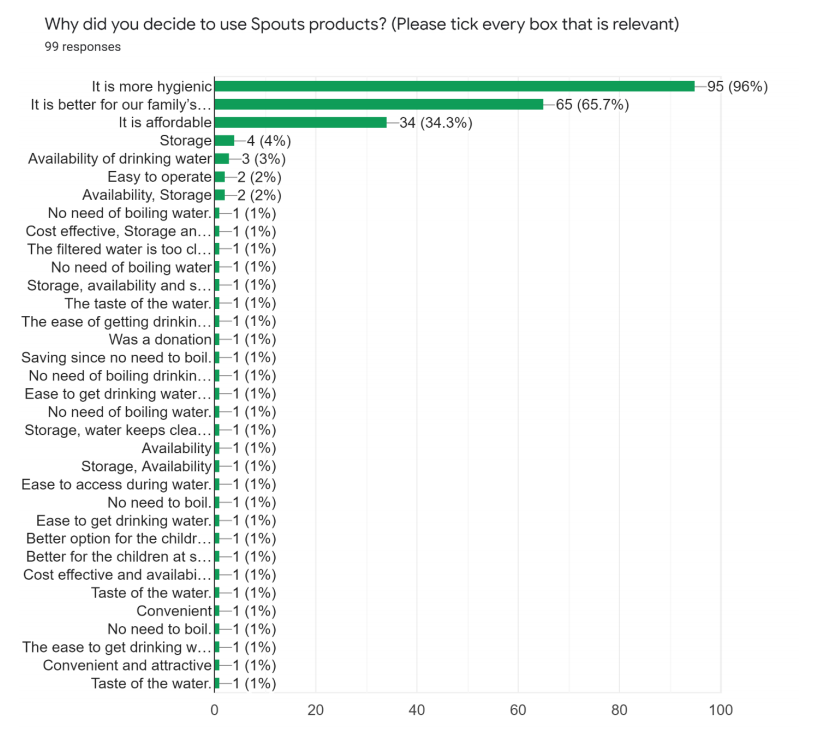 Why did you decide to use Spouts products? (Please tick every box that is relevant)
99 responses
It is more hygienic 95 (96%)
It is better for our family's... 65 (65.7%)
It is affordable 34 (34.3%)
Storage 4 (4%)
Availability of drinking water 3 (3%)
Easy to operate 2 (2%)
Availability, Storage 2 (2%)
No need of boiling water. 1 (1%)
Cost effective, Storage an... 1 (1%)
The filtered water is too cl... 1 (1%)
No need of boiling water 1 (1%)
Storage, availability and s... 1 (1%)
The taste of the water. 1 (1%)
The ease of getting drinkin... 1 (1%)
Was a donation 1 (1%)
Saving since no need to boil. 1 (1%)
No need of boiling drinkin... 1 (1%)
Ease to get drinking water... 1 (1%)
No need of boiling water. 1 (1%)
Storage, water keeps clea... 1 (1%)
Availability 1 (1%)
Storage, Availability 1 (1%)
Ease to access during water. 1 (1%)
No need to boil. 1 (1%)
Ease to get drinking water. 1 (1%)
Better option for the childr... 1 (1%)
Better for the children at s... 1 (1%)
Cost effective and availabi... 1 (1%)
Taste of the water. 1 (1%)
Convenient 1 (1%)
No need to boil. 1 (1%)
The ease to get drinking w... 1 (1%)
Convenient and attractive 1 (1%)
Taste of the water. 1 (1%)
0 20 40 60 80 100